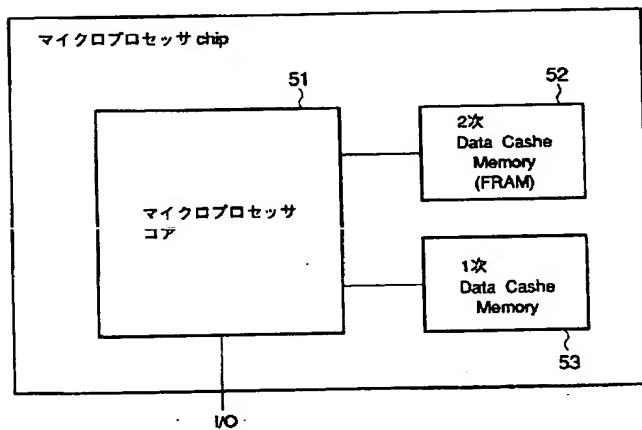 マイクロプロセッサ chip
51
52
マイクロプロセッサ
コア
2次
Data Cashe
Memory
(FRAM)
1次
Data Cashe
Memory
53
I/O